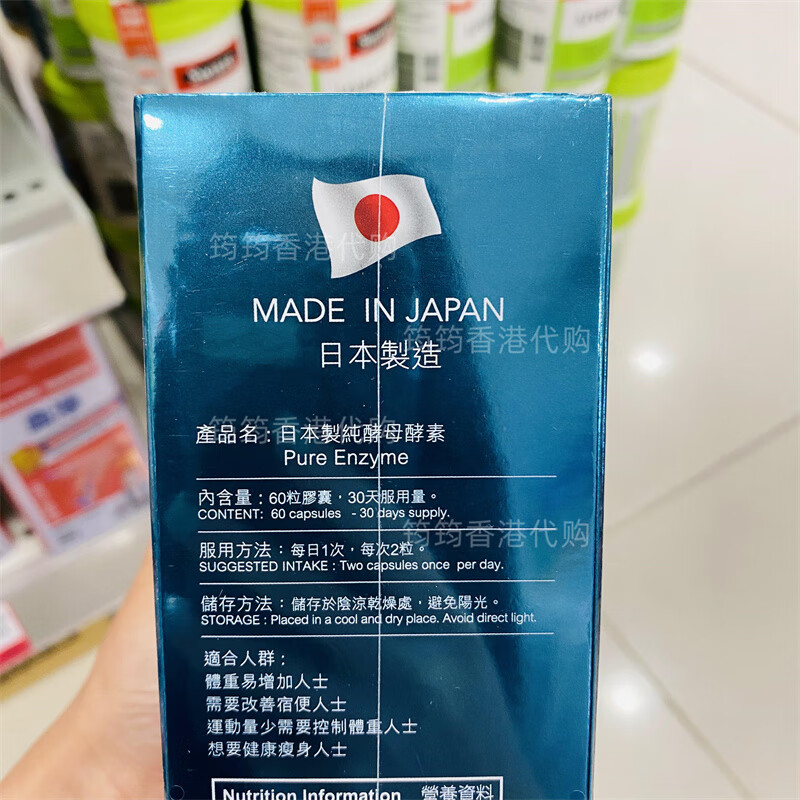 筠筠香港代购
MADE IN JAPAN
筠筠香港代购
日本製造
筠筠香港代购
產品名：日本製純酵母酵素
Pure Enzyme
內含量：60粒膠囊，30天服用量。
CONTENT: 60 capsules - 30 days supply.
筠筠香港代购
服用方法：每日1次，每次2粒。
SUGGESTED INTAKE : Two capsules once per day.
儲存方法：儲存於陰涼乾燥處，避免陽光。
STORAGE : Placed in a cool and dry place. Avoid direct light.
適合人群：
體重易增加人士
需要改善宿便人士
運動量少需要控制體重人士
想要健康瘦身人士
Nutrition Information 營養資料